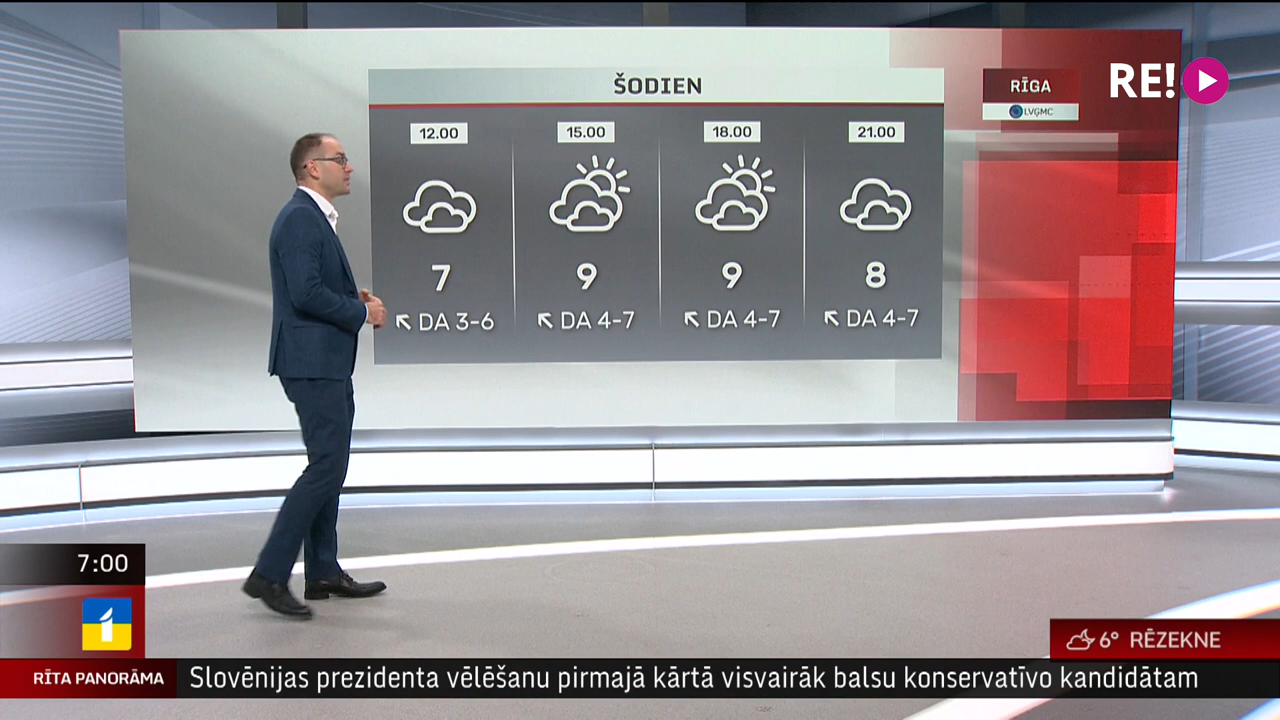 ŠODIEN
RĪGA
LVĢMC
RE!
12.00
15.00
18.00
21.00
7
9
9
8
DA 3-6
DA 4-7
DA 4-7
DA 4-7
7:00
1
6° RĒZEKNE
RĪTA PANORĀMA
Slovēnijas prezidenta vēlēšanu pirmajā kārtā visvairāk balsu konservatīvo kandidātam